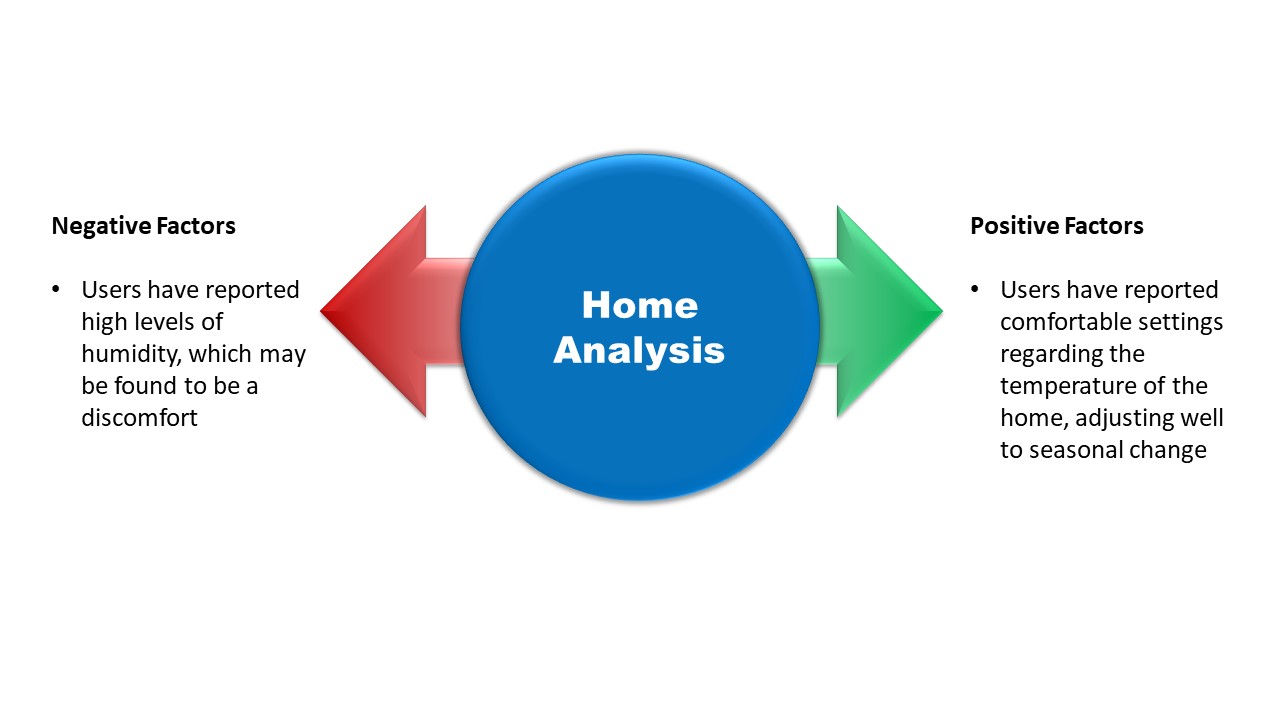 Negative Factors
• Users have reported
high levels of
humidity, which may
be found to be a
discomfort
Home
Analysis
Positive Factors
• Users have reported
comfortable settings
regarding the
temperature of the
home, adjusting well
to seasonal change